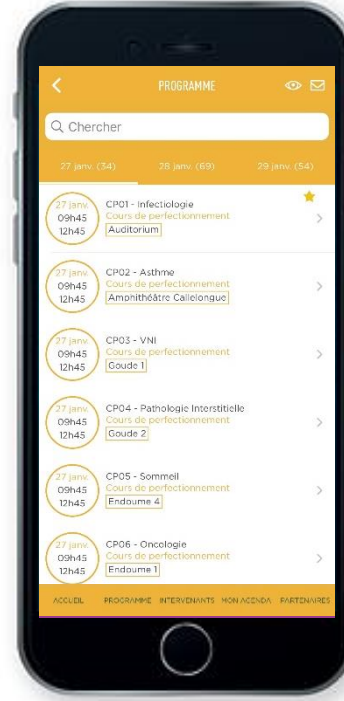 PROGRAMME
Chercher
27 janv. (34) 28 janv. (69) 29 janv. (54)
27 janv.
09h45
12h45
CP01 - Infectiologie
Cours de perfectionnement
Auditorium
27 janv.
09h45
12h45
CP02 - Asthme
Cours de perfectionnement
Amphithéâtre Callelongue
27 janv.
09h45
12h45
CP03 - VNI
Cours de perfectionnement
Goude 1
27 janv.
09h45
12h45
CP04 - Pathologie Interstitielle
Cours de perfectionnement
Goude 2
27 janv.
09h45
12h45
CP05 - Sommeil
Cours de perfectionnement
Endoume 4
27 janv.
09h45
12h45
CP06 - Oncologie
Cours de perfectionnement
Endoume 1
ACCUEIL PROGRAMME INTERVENANTS MON AGENDA PARTENAIRES